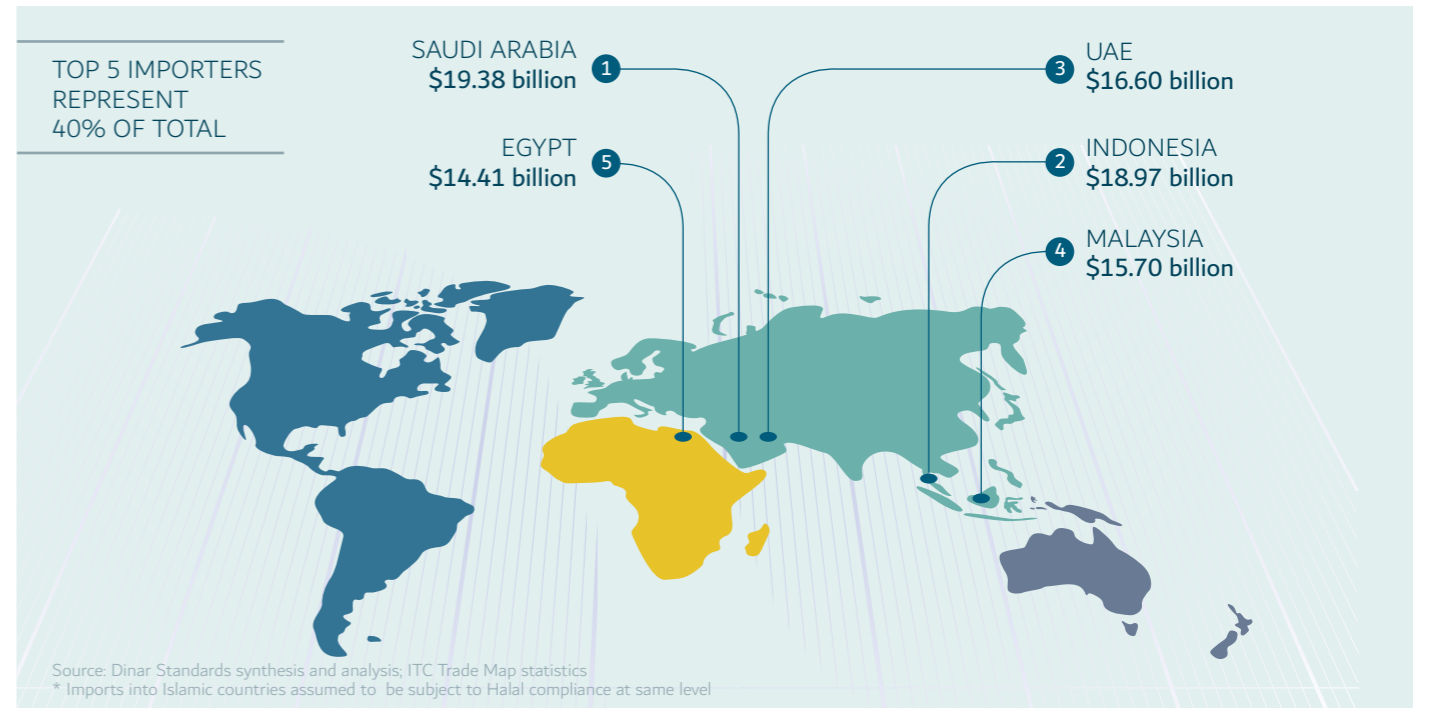 TOP 5 IMPORTERS
REPRESENT
40% OF TOTAL
SAUDI ARABIA
$19.38 billion
1
3
UAE
$16.60 billion
EGYPT
$14.41 billion
5
2
INDONESIA
$18.97 billion
4
MALAYSIA
$15.70 billion
Source: Dinar Standards synthesis and analysis; ITC Trade Map statistics
* Imports into Islamic countries assumed to be subject to Halal compliance at same level